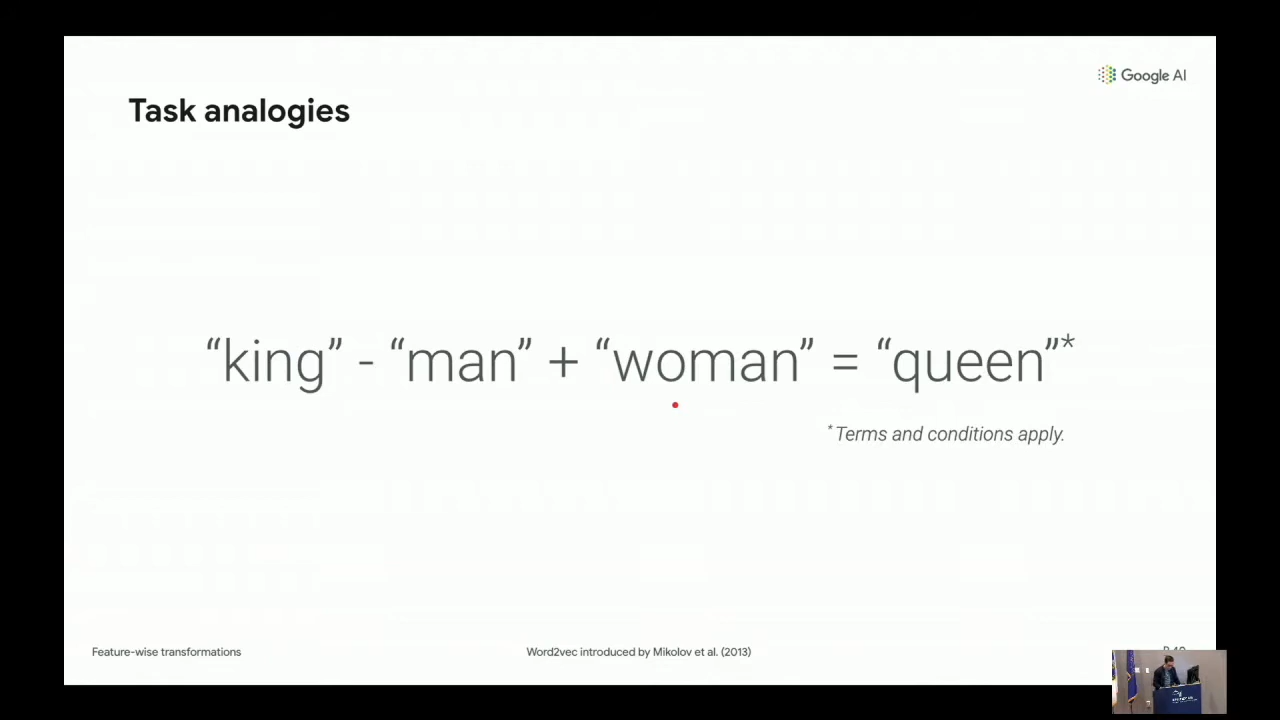 Google AI
Task analogies
“king” - “man” + “woman” = “queen”*
* Terms and conditions apply.
Feature-wise transformations
Word2vec introduced by Mikolov et al. (2013)